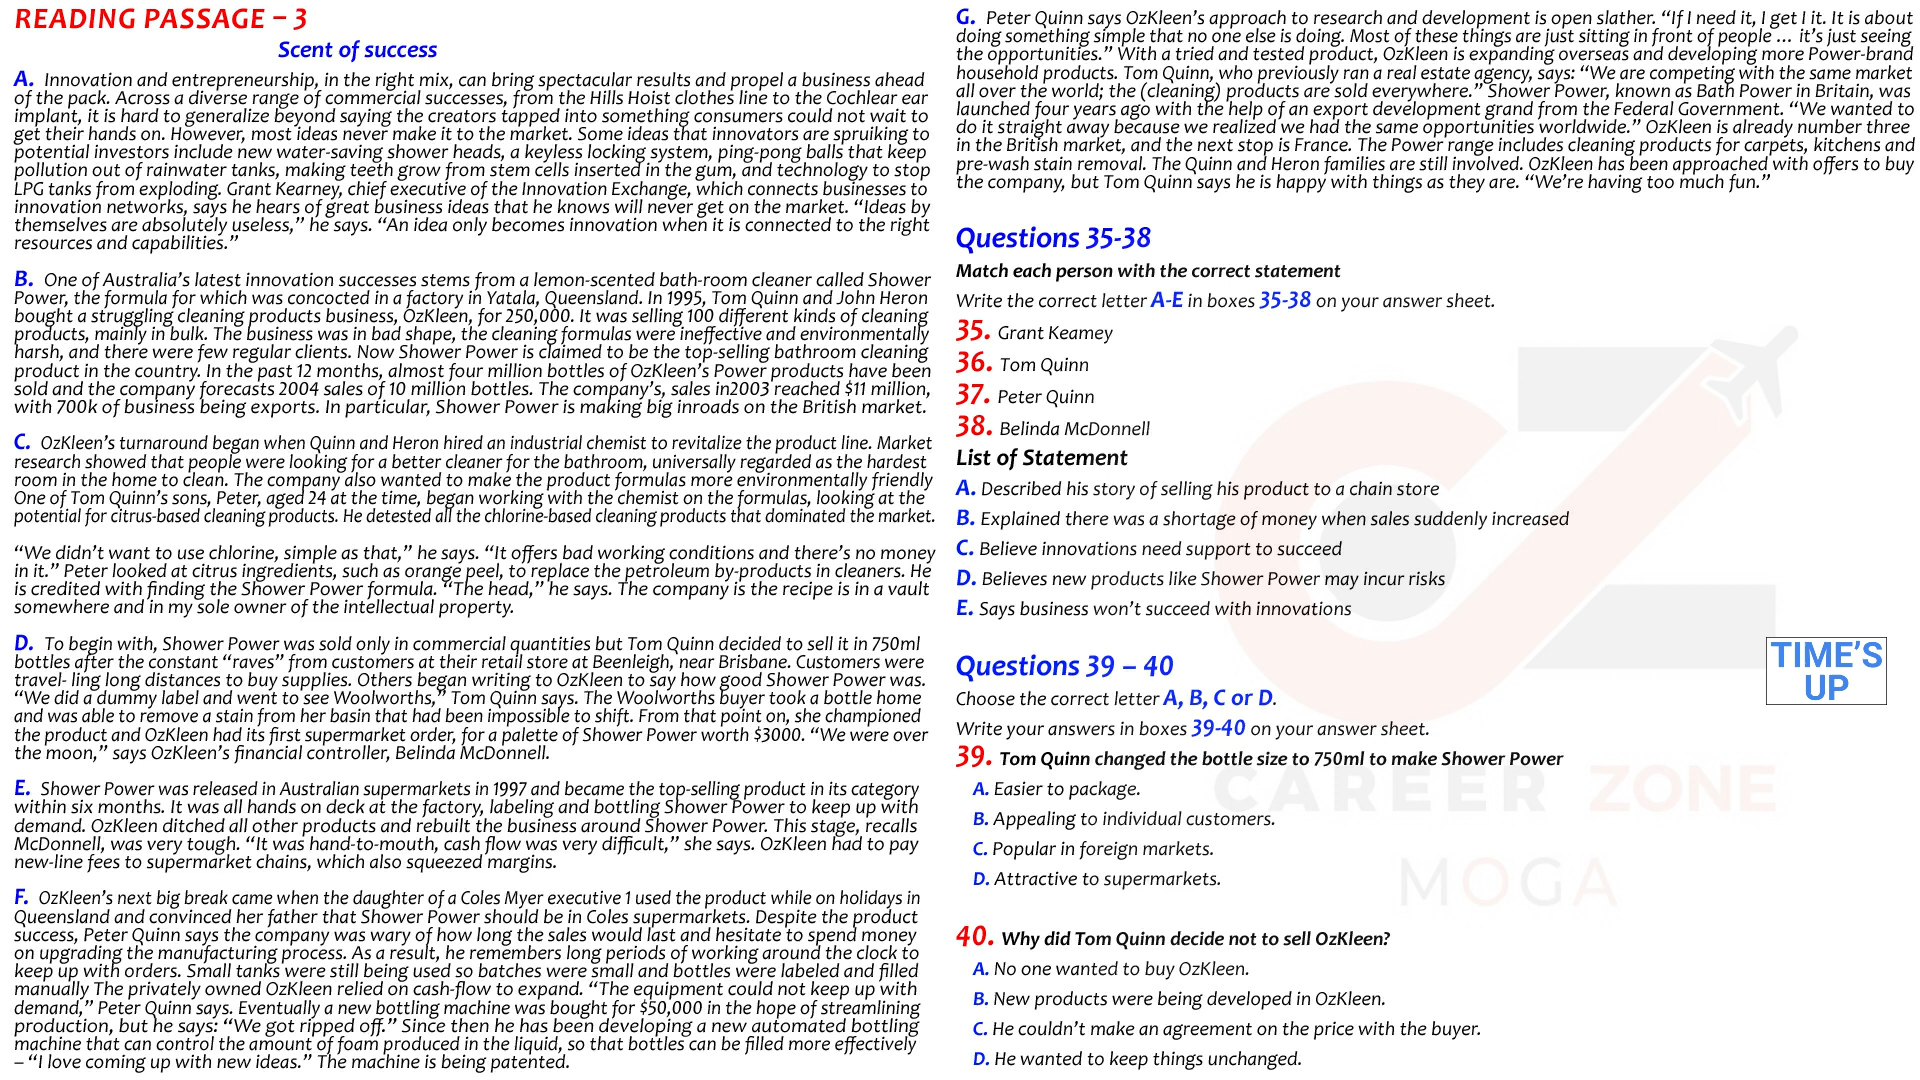 READING PASSAGE – 3
Scent of success
A. Innovation and entrepreneurship, in the right mix, can bring spectacular results and propel a business ahead
of the pack. Across a diverse range of commercial successes, from the Hills Hoist clothes line to the Cochlear ear
implant, it is hard to generalize beyond saying the creators tapped into something consumers could not wait to
get their hands on. However, most ideas never make it to the market. Some ideas that innovators are spruiking to
potential investors include new water-saving shower heads, a keyless locking system, ping-pong balls that keep
pollution out of rainwater tanks, making teeth grow from stem cells inserted in the gum, and technology to stop
LPG tanks from exploding. Grant Kearney, chief executive of the Innovation Exchange, which connects businesses to
innovation networks, says he hears of great business ideas that he knows will never get on the market. “Ideas by
themselves are absolutely useless,” he says. “An idea only becomes innovation when it is connected to the right
resources and capabilities.”
B. One of Australia’s latest innovation successes stems from a lemon-scented bath-room cleaner called Shower
Power, the formula for which was concocted in a factory in Yatala, Queensland. In 1995, Tom Quinn and John Heron
bought a struggling cleaning products business, OzKleen, for 250,000. It was selling 100 different kinds of cleaning
products, mainly in bulk. The business was in bad shape, the cleaning formulas were ineffective and environmentally
harsh, and there were few regular clients. Now Shower Power is claimed to be the top-selling bathroom cleaning
product in the country. In the past 12 months, almost four million bottles of OzKleen’s Power products have been
sold and the company forecasts 2004 sales of 10 million bottles. The company’s, sales in2003 reached $11 million,
with 700k of business being exports. In particular, Shower Power is making big inroads on the British market.
C. OzKleen’s turnaround began when Quinn and Heron hired an industrial chemist to revitalize the product line. Market
research showed that people were looking for a better cleaner for the bathroom, universally regarded as the hardest
room in the home to clean. The company also wanted to make the product formulas more environmentally friendly
One of Tom Quinn’s sons, Peter, aged 24 at the time, began working with the chemist on the formulas, looking at the
potential for citrus-based cleaning products. He detested all the chlorine-based cleaning products that dominated the market.
“We didn’t want to use chlorine, simple as that,” he says. “It offers bad working conditions and there’s no money
in it.” Peter looked at citrus ingredients, such as orange peel, to replace the petroleum by-products in cleaners. He
is credited with finding the Shower Power formula. “The head,” he says. The company is the recipe is in a vault
somewhere and in my sole owner of the intellectual property.
D. To begin with, Shower Power was sold only in commercial quantities but Tom Quinn decided to sell it in 750ml
bottles after the constant “raves” from customers at their retail store at Beenleigh, near Brisbane. Customers were
travel- ling long distances to buy supplies. Others began writing to OzKleen to say how good Shower Power was.
“We did a dummy label and went to see Woolworths,” Tom Quinn says. The Woolworths buyer took a bottle home
and was able to remove a stain from her basin that had been impossible to shift. From that point on, she championed
the product and OzKleen had its first supermarket order, for a palette of Shower Power worth $3000. “We were over
the moon,” says OzKleen’s financial controller, Belinda McDonnell.
E. Shower Power was released in Australian supermarkets in 1997 and became the top-selling product in its category
within six months. It was all hands on deck at the factory, labeling and bottling Shower Power to keep up with
demand. OzKleen ditched all other products and rebuilt the business around Shower Power. This stage, recalls
McDonnell, was very tough. “It was hand-to-mouth, cash flow was very difficult,” she says. OzKleen had to pay
new-line fees to supermarket chains, which also squeezed margins.
F. OzKleen’s next big break came when the daughter of a Coles Myer executive 1 used the product while on holidays in
Queensland and convinced her father that Shower Power should be in Coles supermarkets. Despite the product
success, Peter Quinn says the company was wary of how long the sales would last and hesitate to spend money
on upgrading the manufacturing process. As a result, he remembers long periods of working around the clock to
keep up with orders. Small tanks were still being used so batches were small and bottles were labeled and filled
manually The privately owned OzKleen relied on cash-flow to expand. “The equipment could not keep up with
demand,” Peter Quinn says. Eventually a new bottling machine was bought for $50,000 in the hope of streamlining
production, but he says: “We got ripped off.” Since then he has been developing a new automated bottling
machine that can control the amount of foam produced in the liquid, so that bottles can be filled more effectively
– “I love coming up with new ideas.” The machine is being patented.
G. Peter Quinn says OzKleen’s approach to research and development is open slather. “If I need it, I get I it. It is about
doing something simple that no one else is doing. Most of these things are just sitting in front of people ... it’s just seeing
the opportunities.” With a tried and tested product, OzKleen is expanding overseas and developing more Power-brand
household products. Tom Quinn, who previously ran a real estate agency, says: “We are competing with the same market
all over the world; the (cleaning) products are sold everywhere.” Shower Power, known as Bath Power in Britain, was
launched four years ago with the help of an export development grand from the Federal Government. “We wanted to
do it straight away because we realized we had the same opportunities worldwide.” OzKleen is already number three
in the British market, and the next stop is France. The Power range includes cleaning products for carpets, kitchens and
pre-wash stain removal. The Quinn and Heron families are still involved. OzKleen has been approached with offers to buy
the company, but Tom Quinn says he is happy with things as they are. “We’re having too much fun.”
Questions 35-38
Match each person with the correct statement
Write the correct letter A-E in boxes 35-38 on your answer sheet.
35. Grant Keamey
36. Tom Quinn
37. Peter Quinn
38. Belinda McDonnell
List of Statement
A. Described his story of selling his product to a chain store
B. Explained there was a shortage of money when sales suddenly increased
C. Believe innovations need support to succeed
D. Believes new products like Shower Power may incur risks
E. Says business won’t succeed with innovations
TIME’S
UP
Questions 39 – 40
Choose the correct letter A, B, C or D.
Write your answers in boxes 39-40 on your answer sheet.
39. Tom Quinn changed the bottle size to 750ml to make Shower Power
A. Easier to package.
B. Appealing to individual customers.
C. Popular in foreign markets.
D. Attractive to supermarkets.
CAREER ZONE
MOGA
40. Why did Tom Quinn decide not to sell OzKleen?
A. No one wanted to buy OzKleen.
B. New products were being developed in OzKleen.
C. He couldn’t make an agreement on the price with the buyer.
D. He wanted to keep things unchanged.